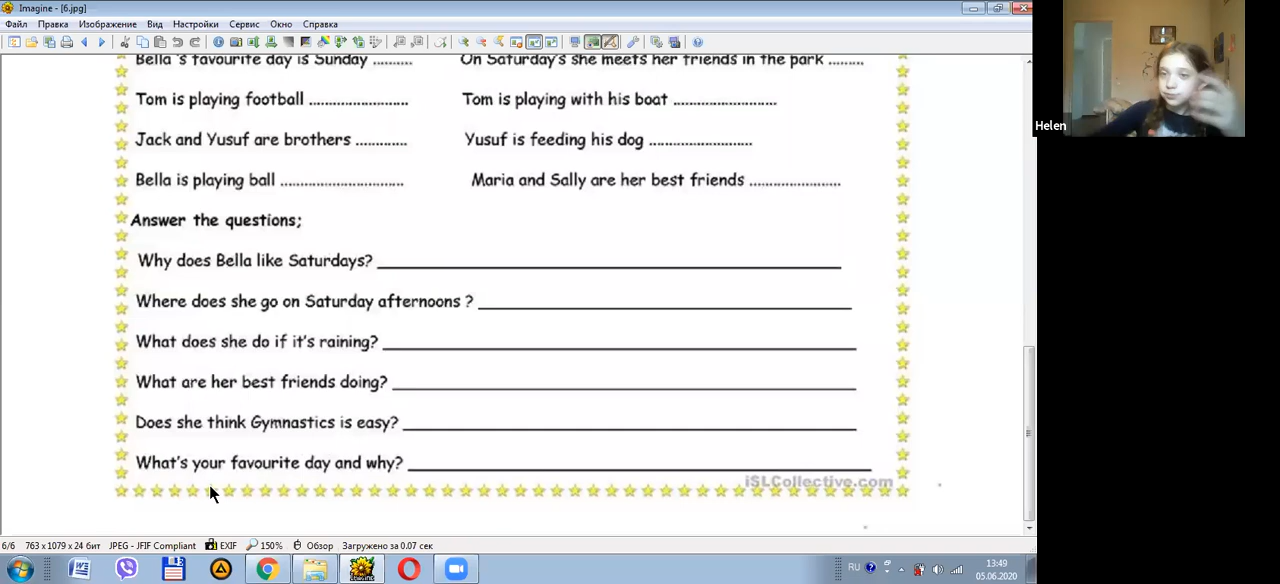 Imagine - [6.jpg]
Файл Правка Изображение Вид Настройки Сервис Окно Справка
Bella 's favourite day is Sunday .......... On Saturday's she meets her friends in the park .........
Tom is playing football ......................... Tom is playing with his boat ..........................
Jack and Yusuf are brothers ............. Yusuf is feeding his dog ..........................
Bella is playing ball ............................... Maria and Sally are her best friends .......................
Answer the questions;
Why does Bella like Saturdays? ____________________
Where does she go on Saturday afternoons ? ____________________
What does she do if it's raining? ____________________
What are her best friends doing? ____________________
Does she think Gymnastics is easy? ____________________
What's your favourite day and why? ____________________
iSLCollective.com
6/6 763 x 1079 x 24 бит JPEG - JFIF Compliant EXIF 150% Обзор Загружено за 0.07 сек
RU 13:49
05.06.2020
Helen